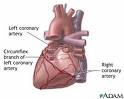 Left coronary
artery
Circumflex
branch of
left coronary
artery
Right
coronary
artery
ADAM.